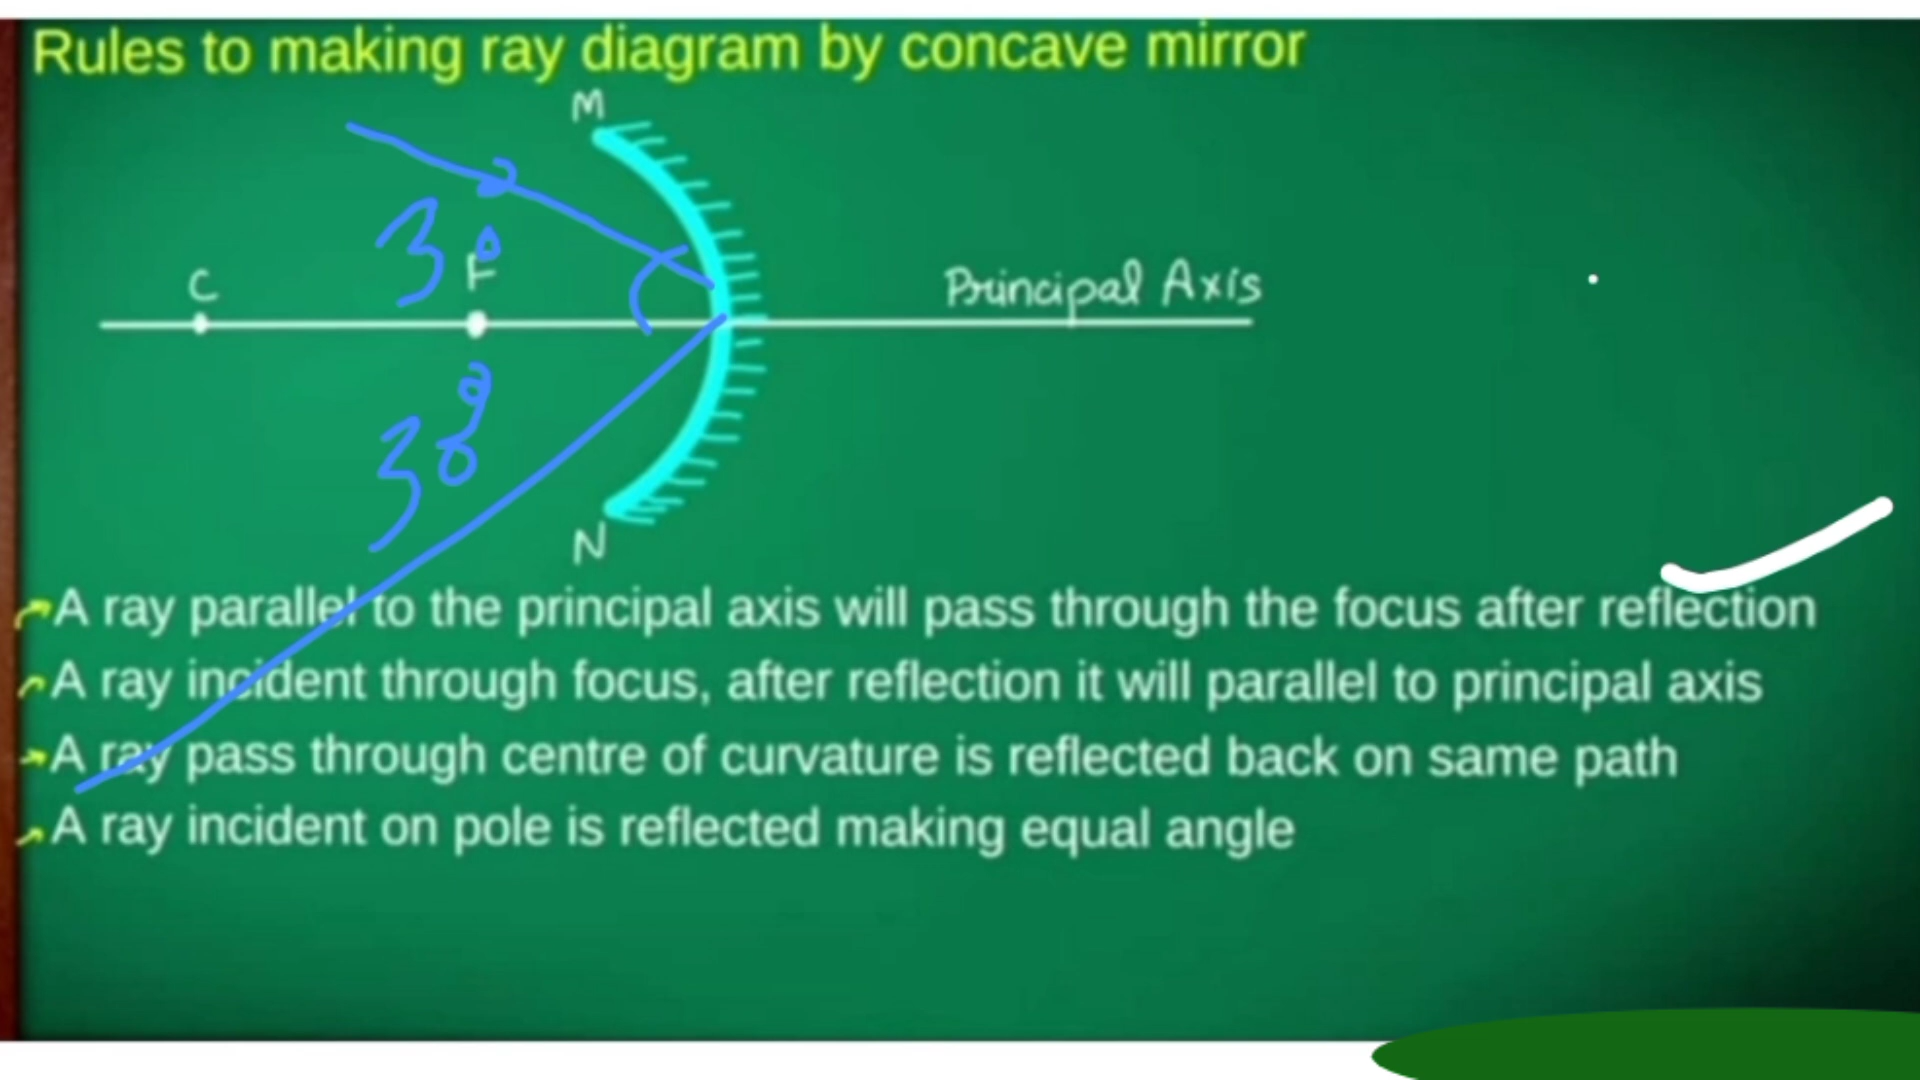 Rules to making ray diagram by concave mirror
M
30°
C
F
Principal Axis
30°
N
A ray parallel to the principal axis will pass through the focus after reflection
A ray incident through focus, after reflection it will parallel to principal axis
A ray pass through centre of curvature is reflected back on same path
A ray incident on pole is reflected making equal angle